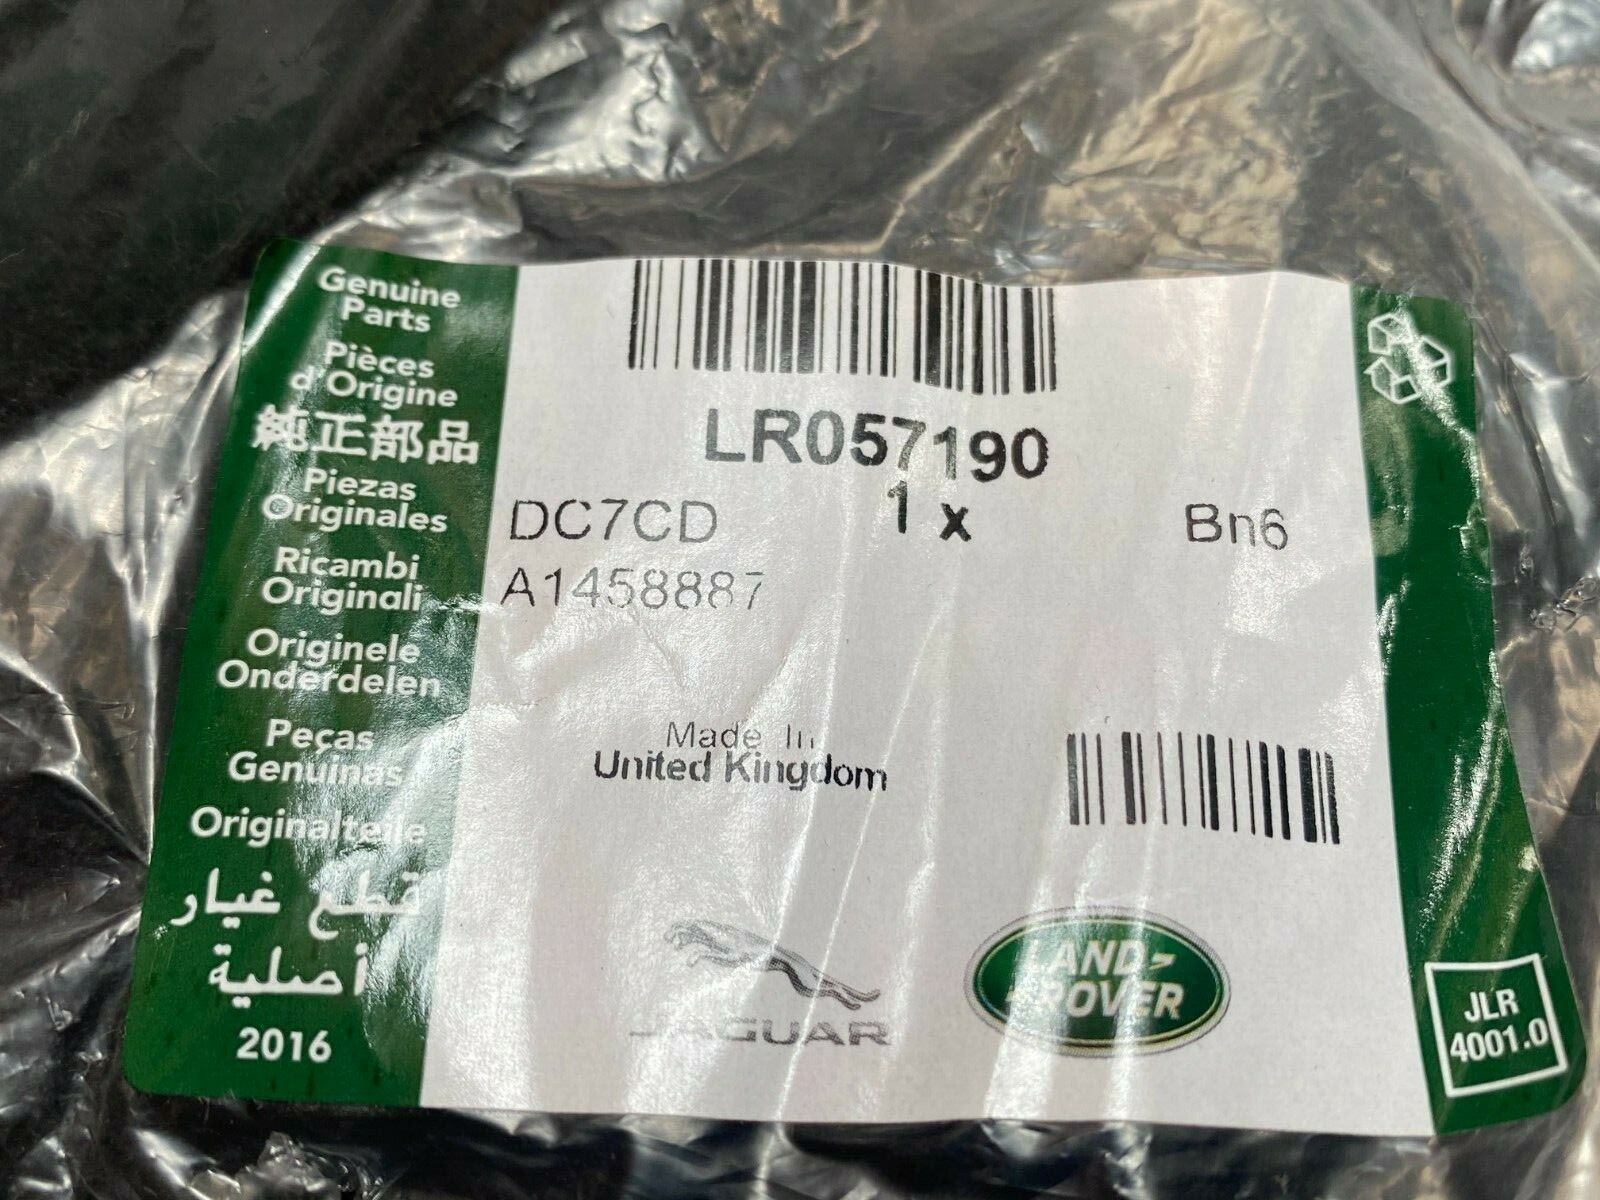 Genuine
Parts
Pièces
d'Origine
純正部品
Piezas
Originales
Ricambi
Originali
Originele
Onderdelen
Peças
Genuinas
Originalteile
قطع غيار
أصلية
2016
LR057190
1 x
DC7CD
Bn6
A1458887
Made In
United Kingdom
JAGUAR
LAND-
-ROVER
JLR
4001.0